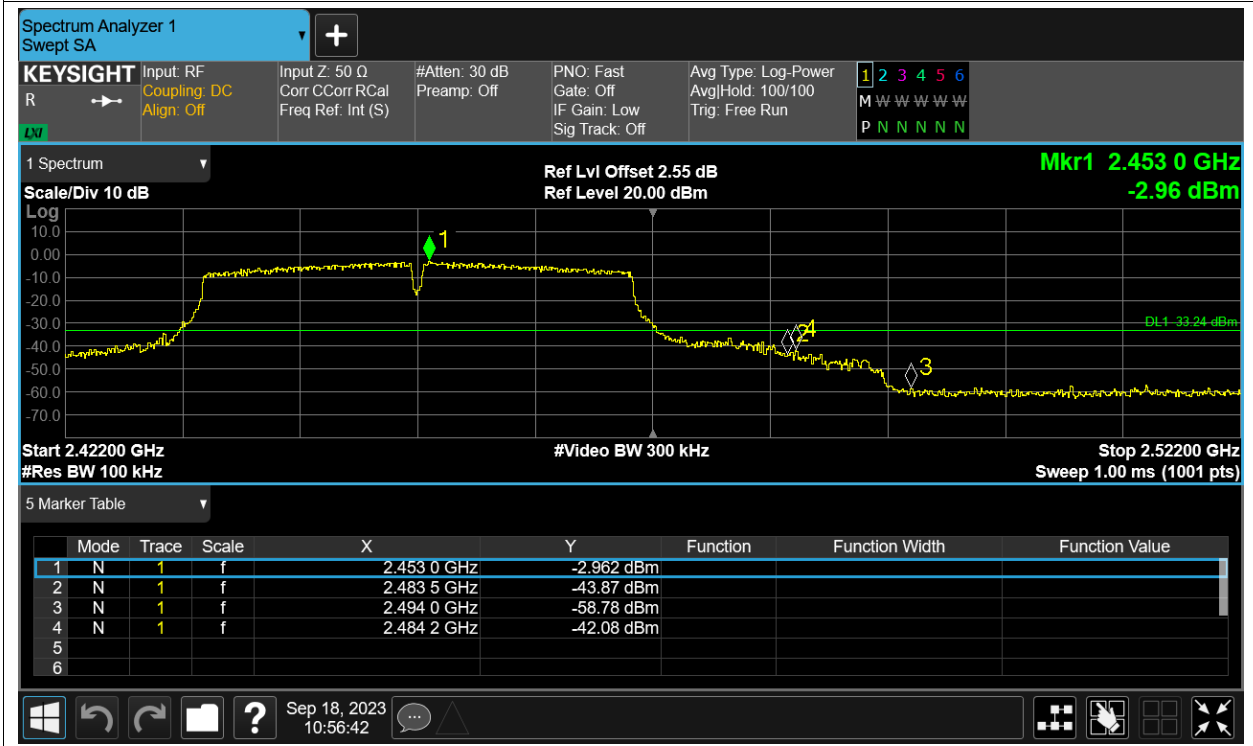 Spectrum Analyzer 1
Swept SA
KEYSIGHT Input: RF Input Z: 50 Ω #Atten: 30 dB PNO: Fast Avg Type: Log-Power 1 2 3 4 5 6
R Coupling: DC Corr CCorr RCal Preamp: Off Gate: Off Avg|Hold: 100/100 M W W W W W
Align: Off Freq Ref: Int (S) IF Gain: Low Trig: Free Run
LXI Sig Track: Off P N N N N N
1 Spectrum Ref Lvl Offset 2.55 dB Mkr1 2.453 0 GHz
Scale/Div 10 dB Ref Level 20.00 dBm -2.96 dBm
Log
10.0
1
0.00
-10.0
-20.0
-30.0 2 4 DL1 -33.24 dBm
-40.0
-50.0 3
-60.0
-70.0
Start 2.42200 GHz #Video BW 300 kHz Stop 2.52200 GHz
#Res BW 100 kHz Sweep 1.00 ms (1001 pts)
5 Marker Table
Mode Trace Scale X Y Function Function Width Function Value
1 N 1 f 2.453 0 GHz -2.962 dBm
2 N 1 f 2.483 5 GHz -43.87 dBm
3 N 1 f 2.494 0 GHz -58.78 dBm
4 N 1 f 2.484 2 GHz -42.08 dBm
5
6
? Sep 18, 2023
10:56:42